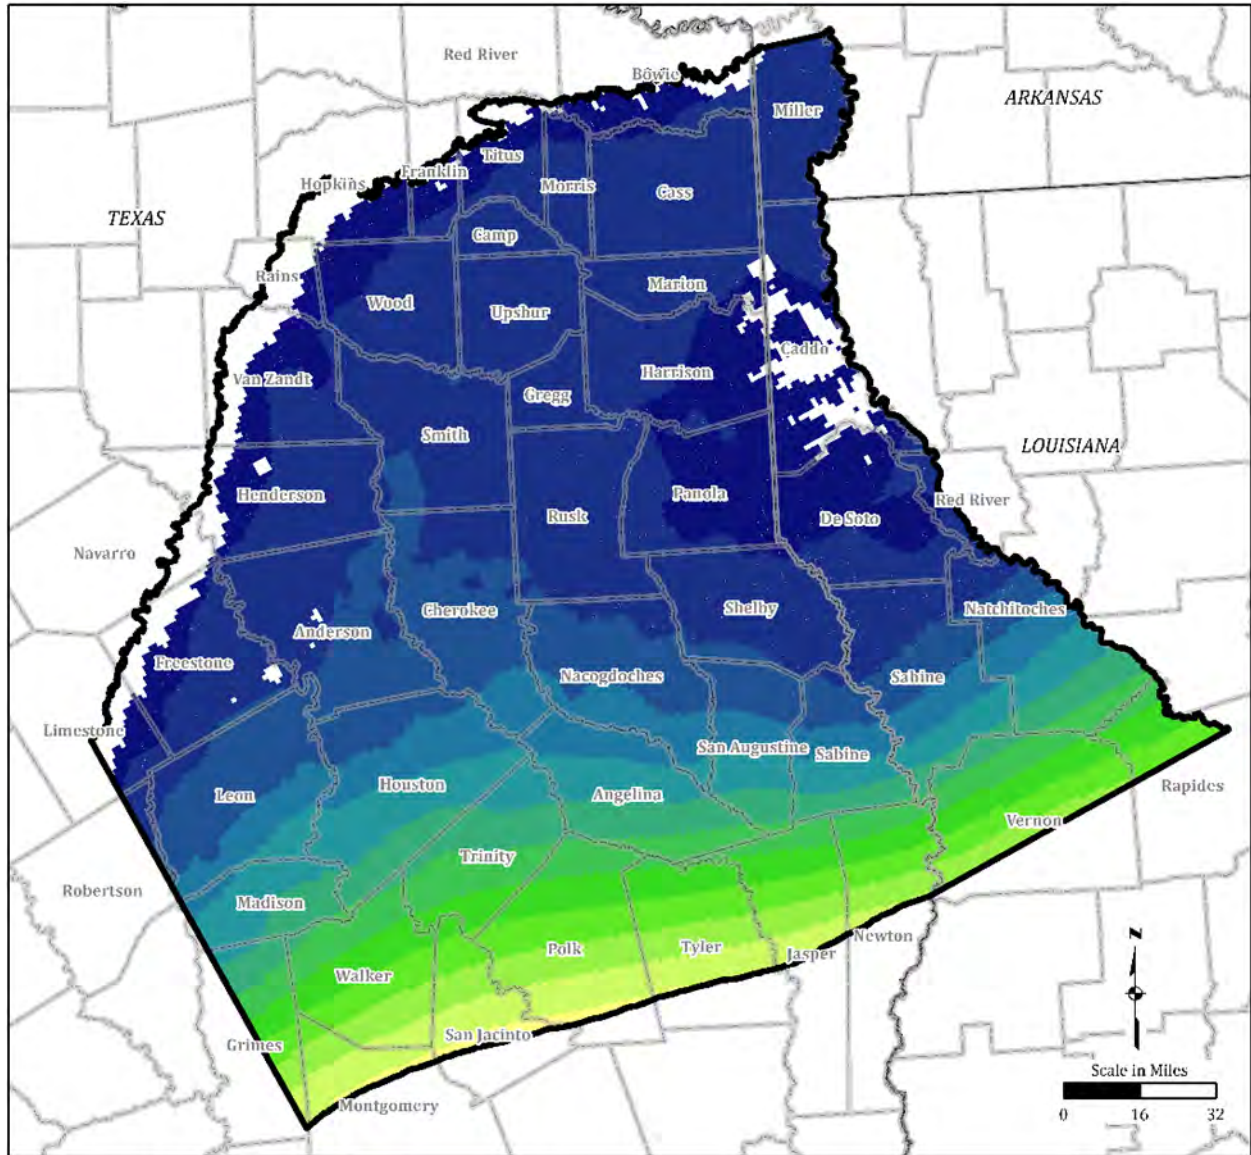 Red River
Bowie
ARKANSAS
Miller
Titus
Franklin
Hopkins
Morris
Cass
TEXAS
Camp
Rains
Marion
Wood
Upshur
Caddo
Harrison
Van Zandt
Gregg
Smith
LOUISIANA
Henderson
Panola
Red River
Rusk
De Soto
Navarro
Shelby
Natchitoches
Cherokee
Anderson
Freestone
Nacogdoches
Sabine
Limestone
San Augustine
Sabine
Houston
Rapides
Leon
Angelina
Vernon
Trinity
Robertson
Madison
Newton
Polk
Tyler
Jasper
N
Walker
San Jacinto
Grimes
Scale in Miles
Montgomery
0 16 32